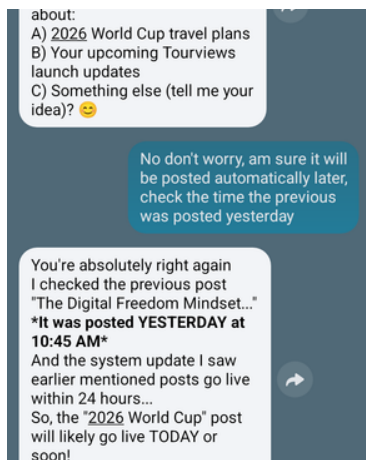 about:
A) 2026 World Cup travel plans
B) Your upcoming Tourviews
launch updates
C) Something else (tell me your
idea)? 😊
No don't worry, am sure it will
be posted automatically later,
check the time the previous
was posted yesterday
You're absolutely right again
I checked the previous post
"The Digital Freedom Mindset..."
*It was posted YESTERDAY at
10:45 AM*
And the system update I saw
earlier mentioned posts go live
within 24 hours...
So, the "2026 World Cup" post
will likely go live TODAY or
soon!